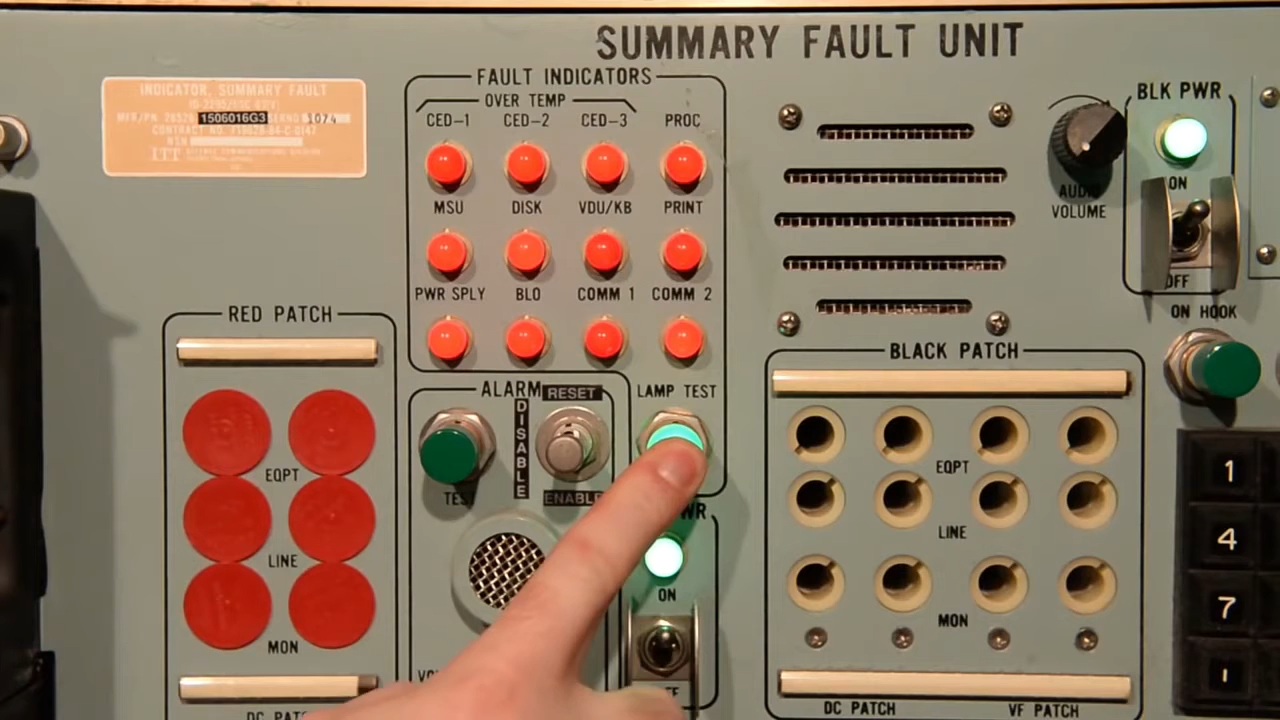 SUMMARY FAULT UNIT
INDICATOR, SUMMARY FAULT
1506016G3
1074
ITT
FAULT INDICATORS
OVER TEMP
CED-1 CED-2 CED-3 PROC
MSU DISK VDU/KB PRINT
PWR SPLY BLO COMM 1 COMM 2
LAMP TEST
ALARM
RESET
DISABLE
ENABLE
TEST
ON
RED PATCH
EQPT
LINE
MON
AUDIO
VOLUME
BLK PWR
ON
OFF
ON HOOK
BLACK PATCH
EQPT
LINE
MON
DC PATCH VF PATCH
1
4
7